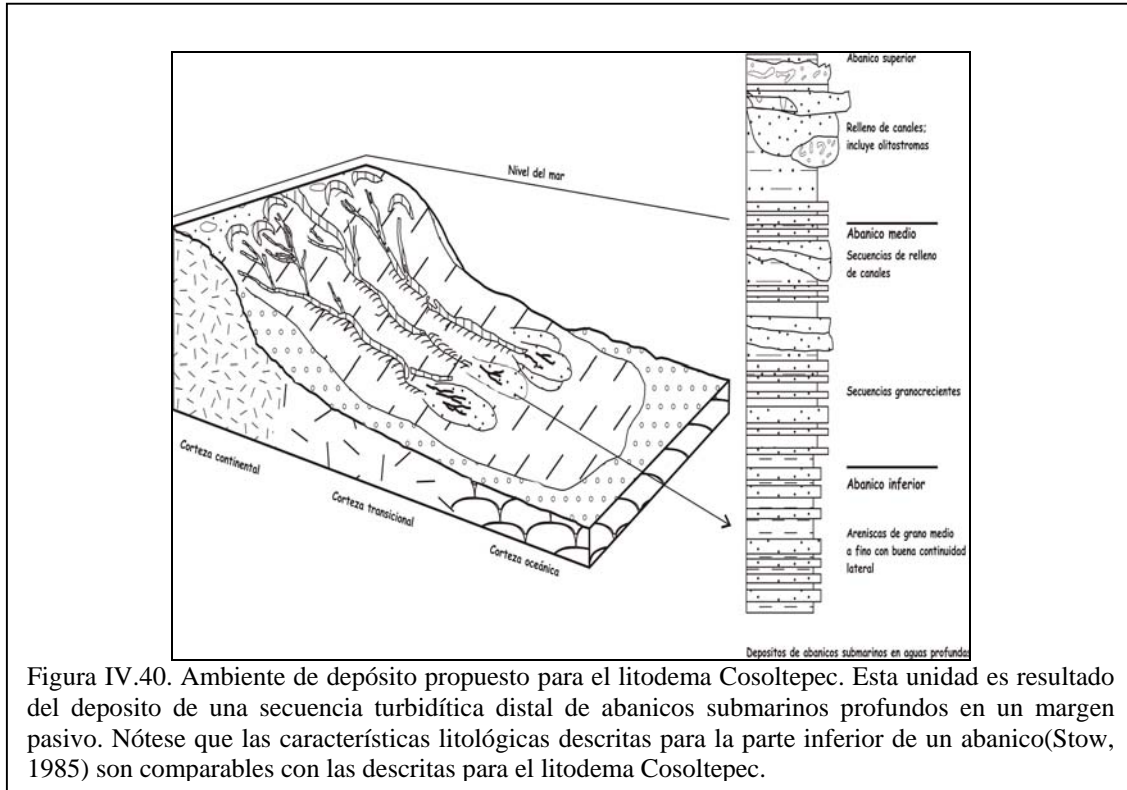 Abanico superior
Relleno de canales;
incluye olitostromas
Nivel del mar
Abanico medio
Secuencias de relleno
de canales
Secuencias granocrecientes
Corteza continental
Corteza transicional
Corteza oceánica
Abanico inferior
Areniscas de grano medio
a fino con buena continuidad
lateral
Depositos de abanicos submarinos en aguas profundas
Figura IV.40. Ambiente de depósito propuesto para el litodema Cosoltepec. Esta unidad es resultado
del deposito de una secuencia turbidítica distal de abanicos submarinos profundos en un margen
pasivo. Nótese que las características litológicas descritas para la parte inferior de un abanico(Stow,
1985) son comparables con las descritas para el litodema Cosoltepec.